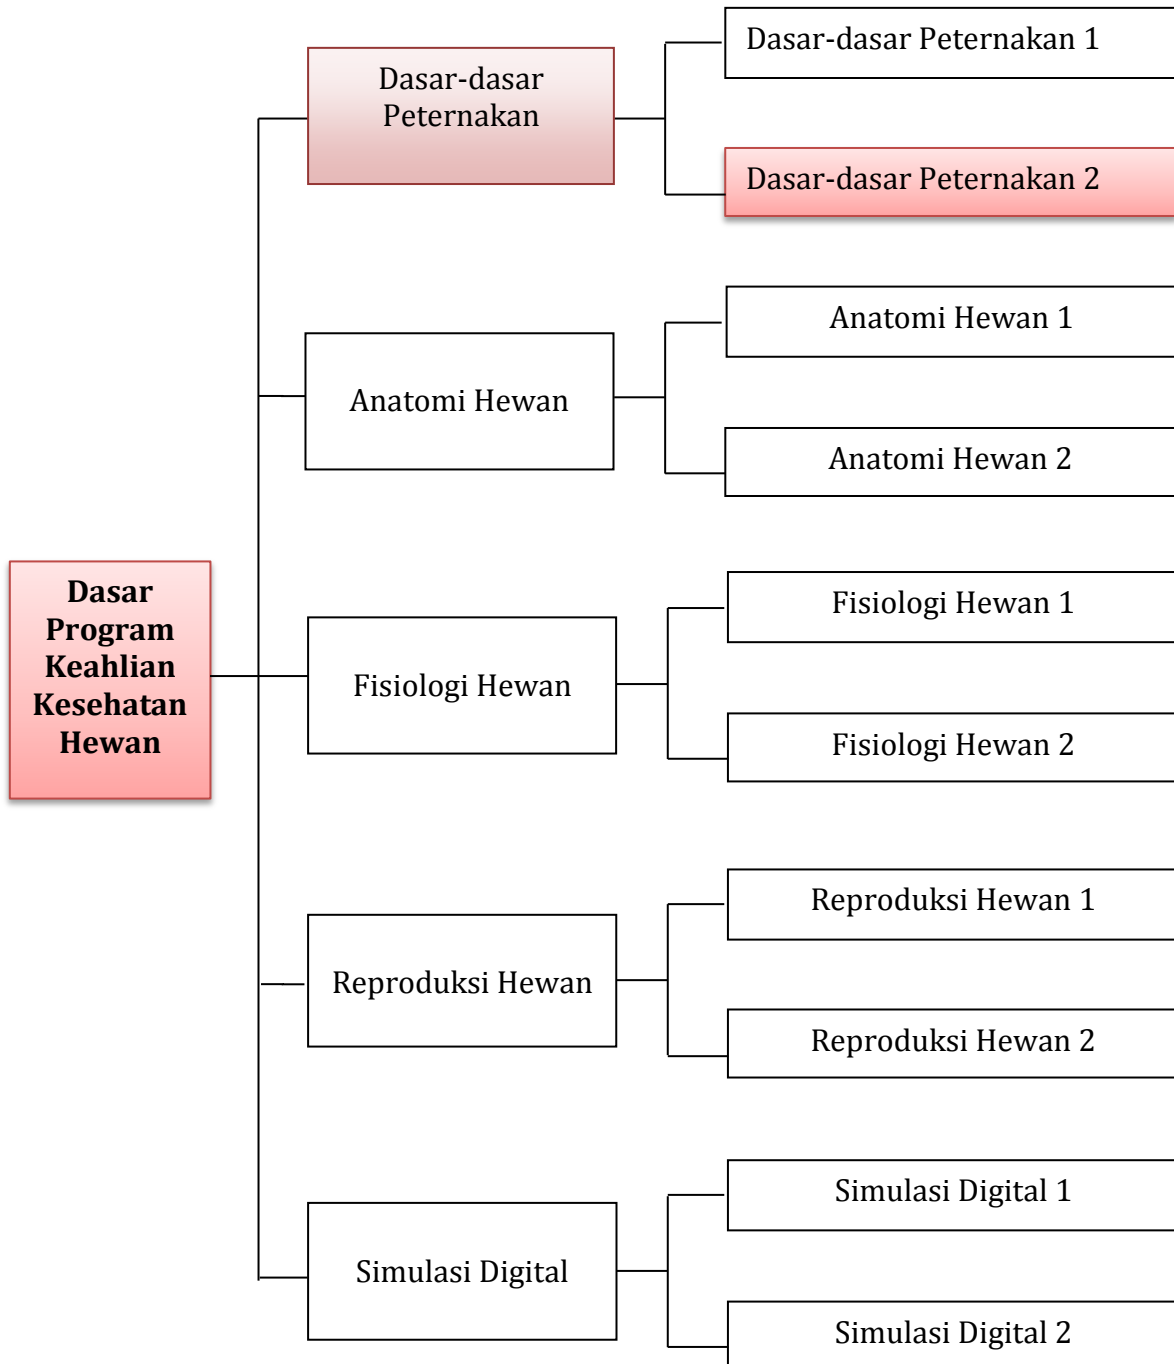 Dasar-dasar Peternakan 1
Dasar-dasar
Peternakan
Dasar-dasar Peternakan 2
Anatomi Hewan 1
Anatomi Hewan
Anatomi Hewan 2
Dasar
Program
Keahlian
Kesehatan
Hewan
Fisiologi Hewan 1
Fisiologi Hewan
Fisiologi Hewan 2
Reproduksi Hewan 1
Reproduksi Hewan
Reproduksi Hewan 2
Simulasi Digital 1
Simulasi Digital
Simulasi Digital 2